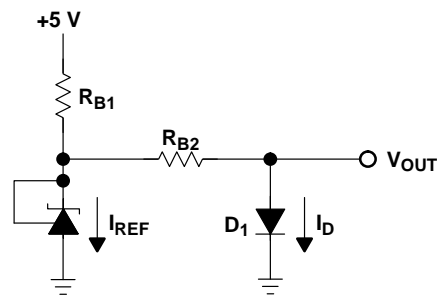 +5 V
RB1
RB2
VOUT
IREF
D1
ID